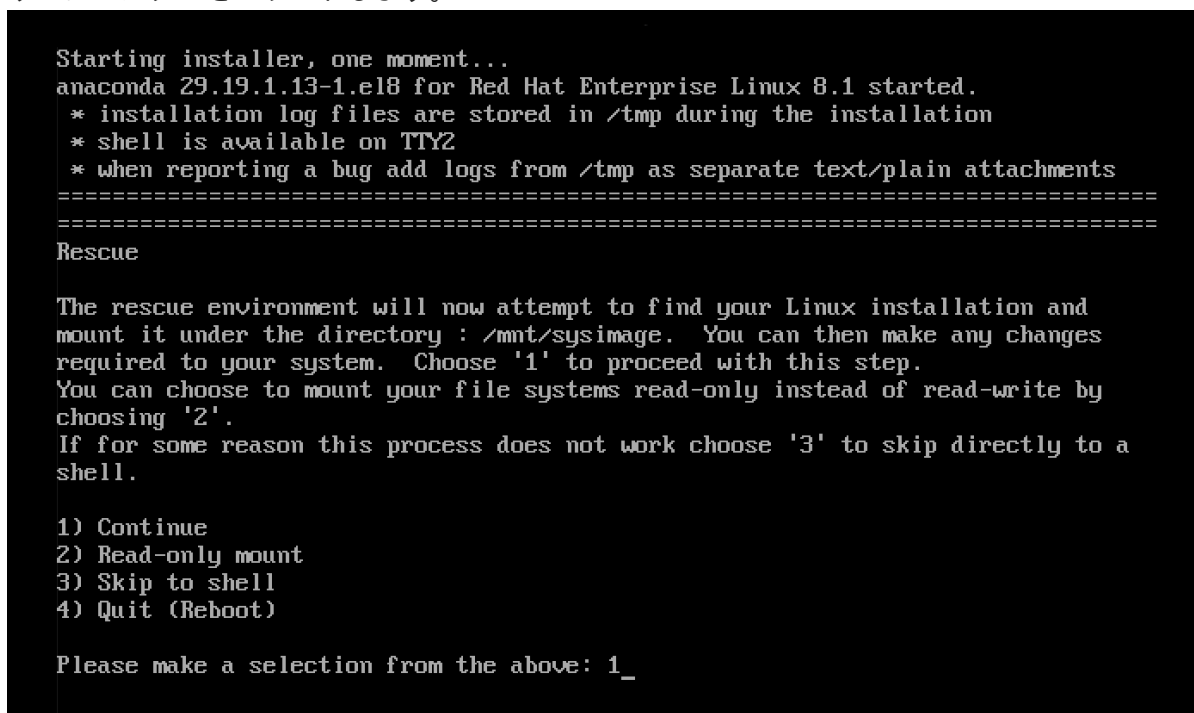 Starting installer, one moment...
anaconda 29.19.1.13-1.el8 for Red Hat Enterprise Linux 8.1 started.
* installation log files are stored in /tmp during the installation
* shell is available on TTY2
* when reporting a bug add logs from /tmp as separate text/plain attachments
================================================================================
================================================================================
Rescue
The rescue environment will now attempt to find your Linux installation and
mount it under the directory : /mnt/sysimage.  You can then make any changes
required to your system.  Choose '1' to proceed with this step.
You can choose to mount your file systems read-only instead of read-write by
choosing '2'.
If for some reason this process does not work choose '3' to skip directly to a
shell.
1) Continue
2) Read-only mount
3) Skip to shell
4) Quit (Reboot)
Please make a selection from the above: 1_